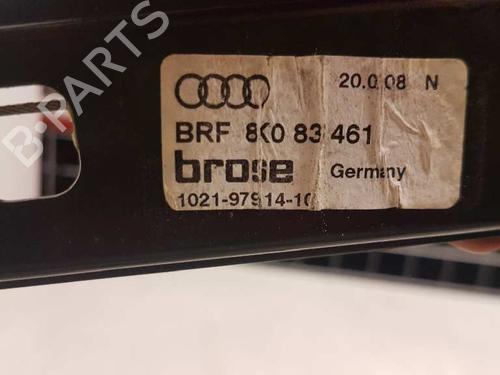 20.0.08 N
BRF 8K0 83 461
brose Germany
1021-97914-10
B-PARTS